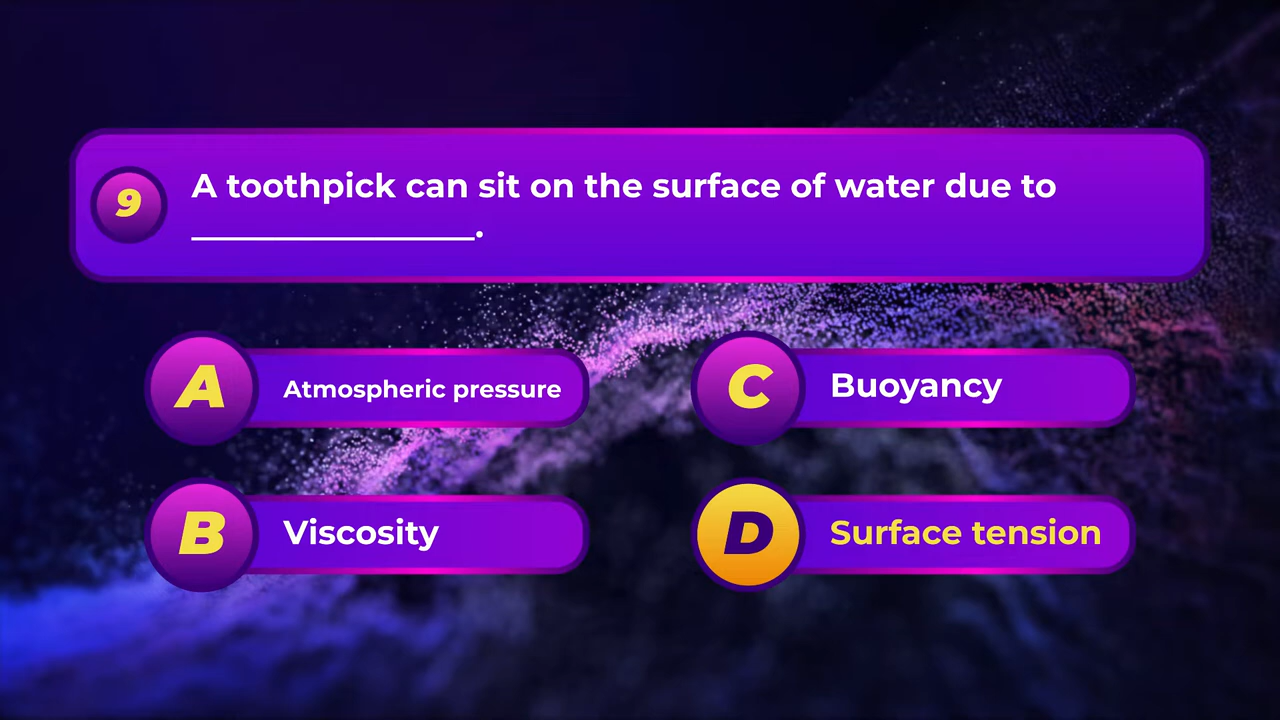 9
A toothpick can sit on the surface of water due to
_______________.
A
Atmospheric pressure
B
Viscosity
C
Buoyancy
D
Surface tension